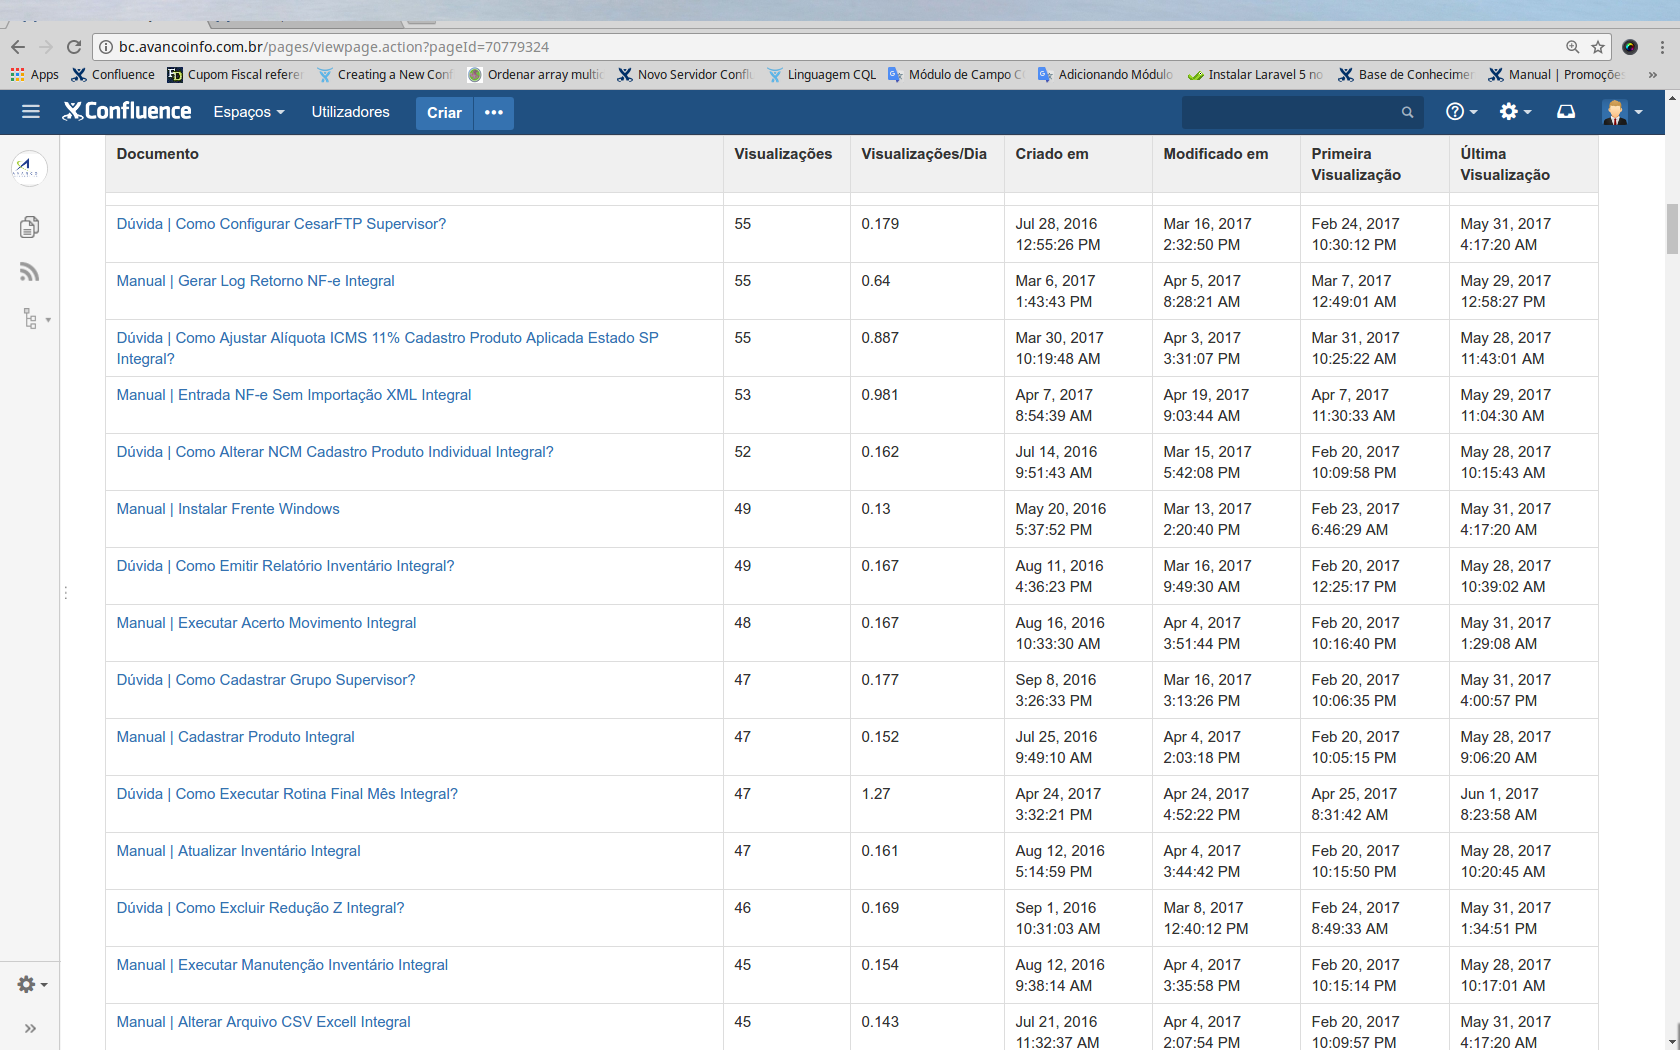 bc.avancoinfo.com.br/pages/viewpage.action?pageId=70779324
Apps Confluence Cupom Fiscal referer Creating a New Conf Ordenar array multid Novo Servidor Conflu Linguagem CQL Módulo de Campo CQ Adicionando Módulo Instalar Laravel 5 no Base de Conhecimen Manual | Promoções »
Confluence Espaços Utilizadores Criar •••
Documento Visualizações Visualizações/Dia Criado em Modificado em Primeira Última
Visualização Visualização
Dúvida | Como Configurar CesarFTP Supervisor? 55 0.179 Jul 28, 2016 Mar 16, 2017 Feb 24, 2017 May 31, 2017
12:55:26 PM 2:32:50 PM 10:30:12 PM 4:17:20 AM
Manual | Gerar Log Retorno NF-e Integral 55 0.64 Mar 6, 2017 Apr 5, 2017 Mar 7, 2017 May 29, 2017
1:43:43 PM 8:28:21 AM 12:49:01 AM 12:58:27 PM
Dúvida | Como Ajustar Alíquota ICMS 11% Cadastro Produto Aplicada Estado SP 55 0.887 Mar 30, 2017 Apr 3, 2017 Mar 31, 2017 May 28, 2017
Integral? 10:19:48 AM 3:31:07 PM 10:25:22 AM 11:43:01 AM
Manual | Entrada NF-e Sem Importação XML Integral 53 0.981 Apr 7, 2017 Apr 19, 2017 Apr 7, 2017 May 29, 2017
8:54:39 AM 9:03:44 AM 11:30:33 AM 11:04:30 AM
Dúvida | Como Alterar NCM Cadastro Produto Individual Integral? 52 0.162 Jul 14, 2016 Mar 15, 2017 Feb 20, 2017 May 28, 2017
9:51:43 AM 5:42:08 PM 10:09:58 PM 10:15:43 AM
Manual | Instalar Frente Windows 49 0.13 May 20, 2016 Mar 13, 2017 Feb 23, 2017 May 31, 2017
5:37:52 PM 2:20:40 PM 6:46:29 AM 4:17:20 AM
Dúvida | Como Emitir Relatório Inventário Integral? 49 0.167 Aug 11, 2016 Mar 16, 2017 Feb 20, 2017 May 28, 2017
4:36:23 PM 9:49:30 AM 12:25:17 PM 10:39:02 AM
Manual | Executar Acerto Movimento Integral 48 0.167 Aug 16, 2016 Apr 4, 2017 Feb 20, 2017 May 31, 2017
10:33:30 AM 3:51:44 PM 10:16:40 PM 1:29:08 AM
Dúvida | Como Cadastrar Grupo Supervisor? 47 0.177 Sep 8, 2016 Mar 16, 2017 Feb 20, 2017 May 31, 2017
3:26:33 PM 3:13:26 PM 10:06:35 PM 4:00:57 PM
Manual | Cadastrar Produto Integral 47 0.152 Jul 25, 2016 Apr 4, 2017 Feb 20, 2017 May 28, 2017
9:49:10 AM 2:03:18 PM 10:05:15 PM 9:06:20 AM
Dúvida | Como Executar Rotina Final Mês Integral? 47 1.27 Apr 24, 2017 Apr 24, 2017 Apr 25, 2017 Jun 1, 2017
3:32:21 PM 4:52:22 PM 8:31:42 AM 8:23:58 AM
Manual | Atualizar Inventário Integral 47 0.161 Aug 12, 2016 Apr 4, 2017 Feb 20, 2017 May 28, 2017
5:14:59 PM 3:44:42 PM 10:15:50 PM 10:20:45 AM
Dúvida | Como Excluir Redução Z Integral? 46 0.169 Sep 1, 2016 Mar 8, 2017 Feb 24, 2017 May 31, 2017
10:31:03 AM 12:40:12 PM 8:49:33 AM 1:34:51 PM
Manual | Executar Manutenção Inventário Integral 45 0.154 Aug 12, 2016 Apr 4, 2017 Feb 20, 2017 May 28, 2017
9:38:14 AM 3:35:58 PM 10:15:14 PM 10:17:01 AM
Manual | Alterar Arquivo CSV Excell Integral 45 0.143 Jul 21, 2016 Apr 4, 2017 Feb 20, 2017 May 31, 2017
11:32:37 AM 2:07:54 PM 10:09:57 PM 4:17:20 AM